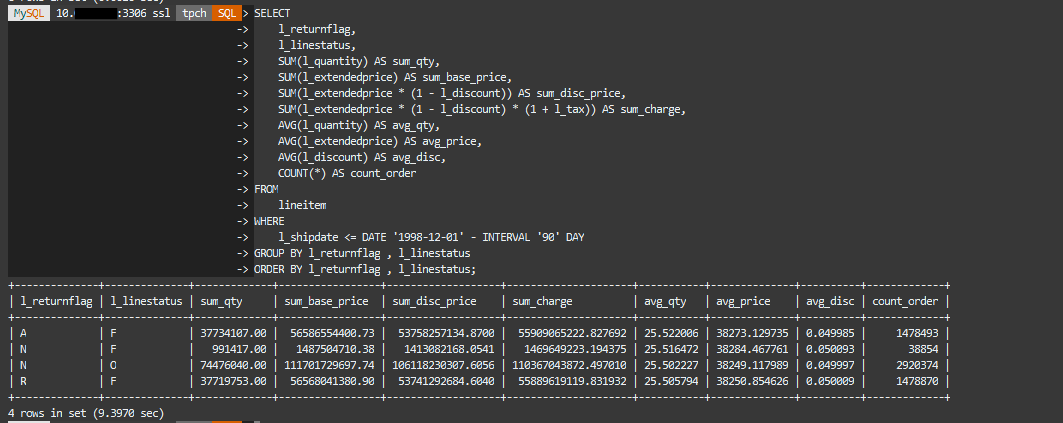 MySQL 10. :3306 ssl tpch SQL > SELECT
-> l_returnflag,
-> l_linestatus,
-> SUM(l_quantity) AS sum_qty,
-> SUM(l_extendedprice) AS sum_base_price,
-> SUM(l_extendedprice * (1 - l_discount)) AS sum_disc_price,
-> SUM(l_extendedprice * (1 - l_discount) * (1 + l_tax)) AS sum_charge,
-> AVG(l_quantity) AS avg_qty,
-> AVG(l_extendedprice) AS avg_price,
-> AVG(l_discount) AS avg_disc,
-> COUNT(*) AS count_order
-> FROM
-> lineitem
-> WHERE
-> l_shipdate <= DATE '1998-12-01' - INTERVAL '90' DAY
-> GROUP BY l_returnflag , l_linestatus
-> ORDER BY l_returnflag , l_linestatus;
| l_returnflag | l_linestatus | sum_qty | sum_base_price | sum_disc_price | sum_charge | avg_qty | avg_price | avg_disc | count_order |
| A | F | 37734107.00 | 56586554400.73 | 53758257134.8700 | 55909065222.827692 | 25.522006 | 38273.129735 | 0.049985 | 1478493 |
| N | F | 991417.00 | 1487504710.38 | 1413082168.0541 | 1469649223.194375 | 25.516472 | 38284.467761 | 0.050093 | 38854 |
| N | O | 74476040.00 | 111701729697.74 | 106118230307.6056 | 110367043872.497010 | 25.502227 | 38249.117989 | 0.049997 | 2920374 |
| R | F | 37719753.00 | 56568041380.90 | 53741292684.6040 | 55889619119.831932 | 25.505794 | 38250.854626 | 0.050009 | 1478870 |
4 rows in set (9.3970 sec)